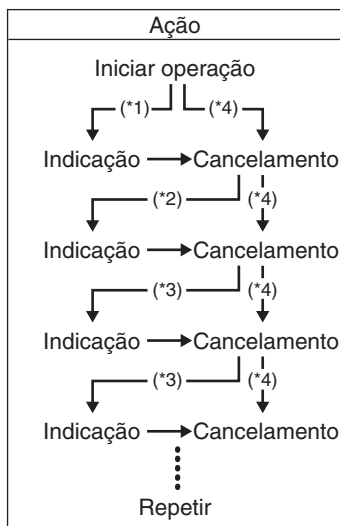 Ação
Iniciar operação
(*1) (*4)
Indicação Cancelamento
(*2) (*4)
Indicação Cancelamento
(*3) (*4)
Indicação Cancelamento
(*3) (*4)
Indicação Cancelamento
Repetir